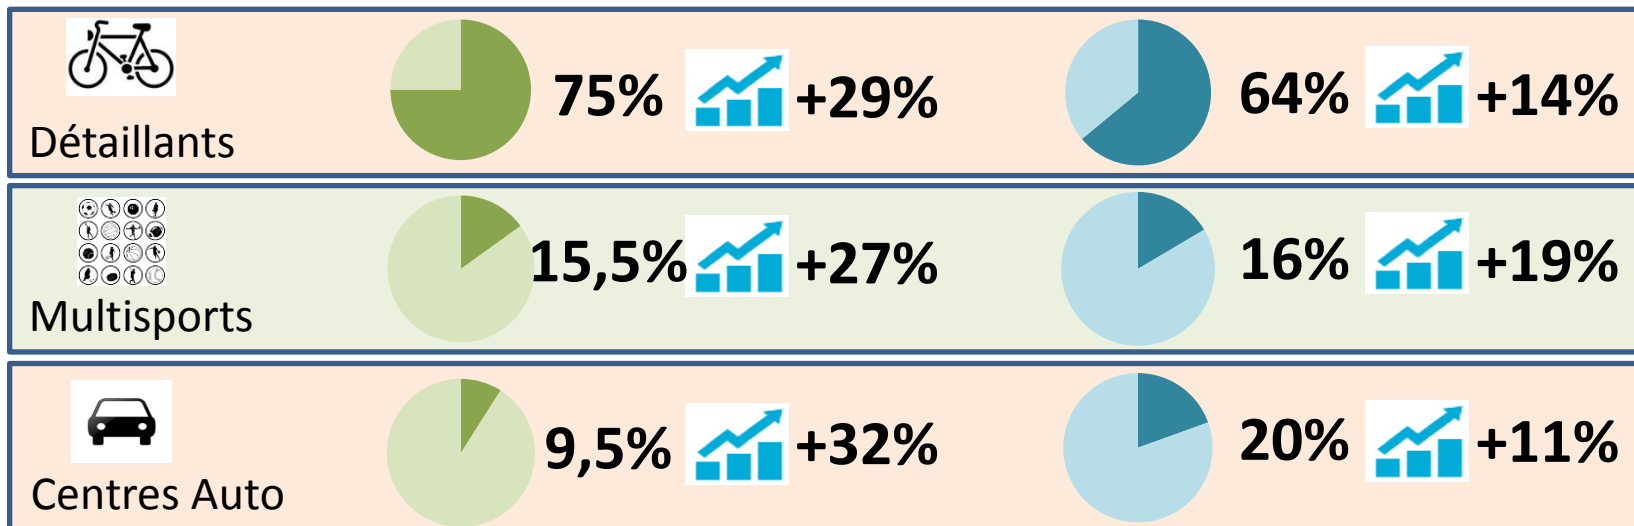 75% +29% 64% +14%
Détaillants
15,5% +27% 16% +19%
Multisports
9,5% +32% 20% +11%
Centres Auto